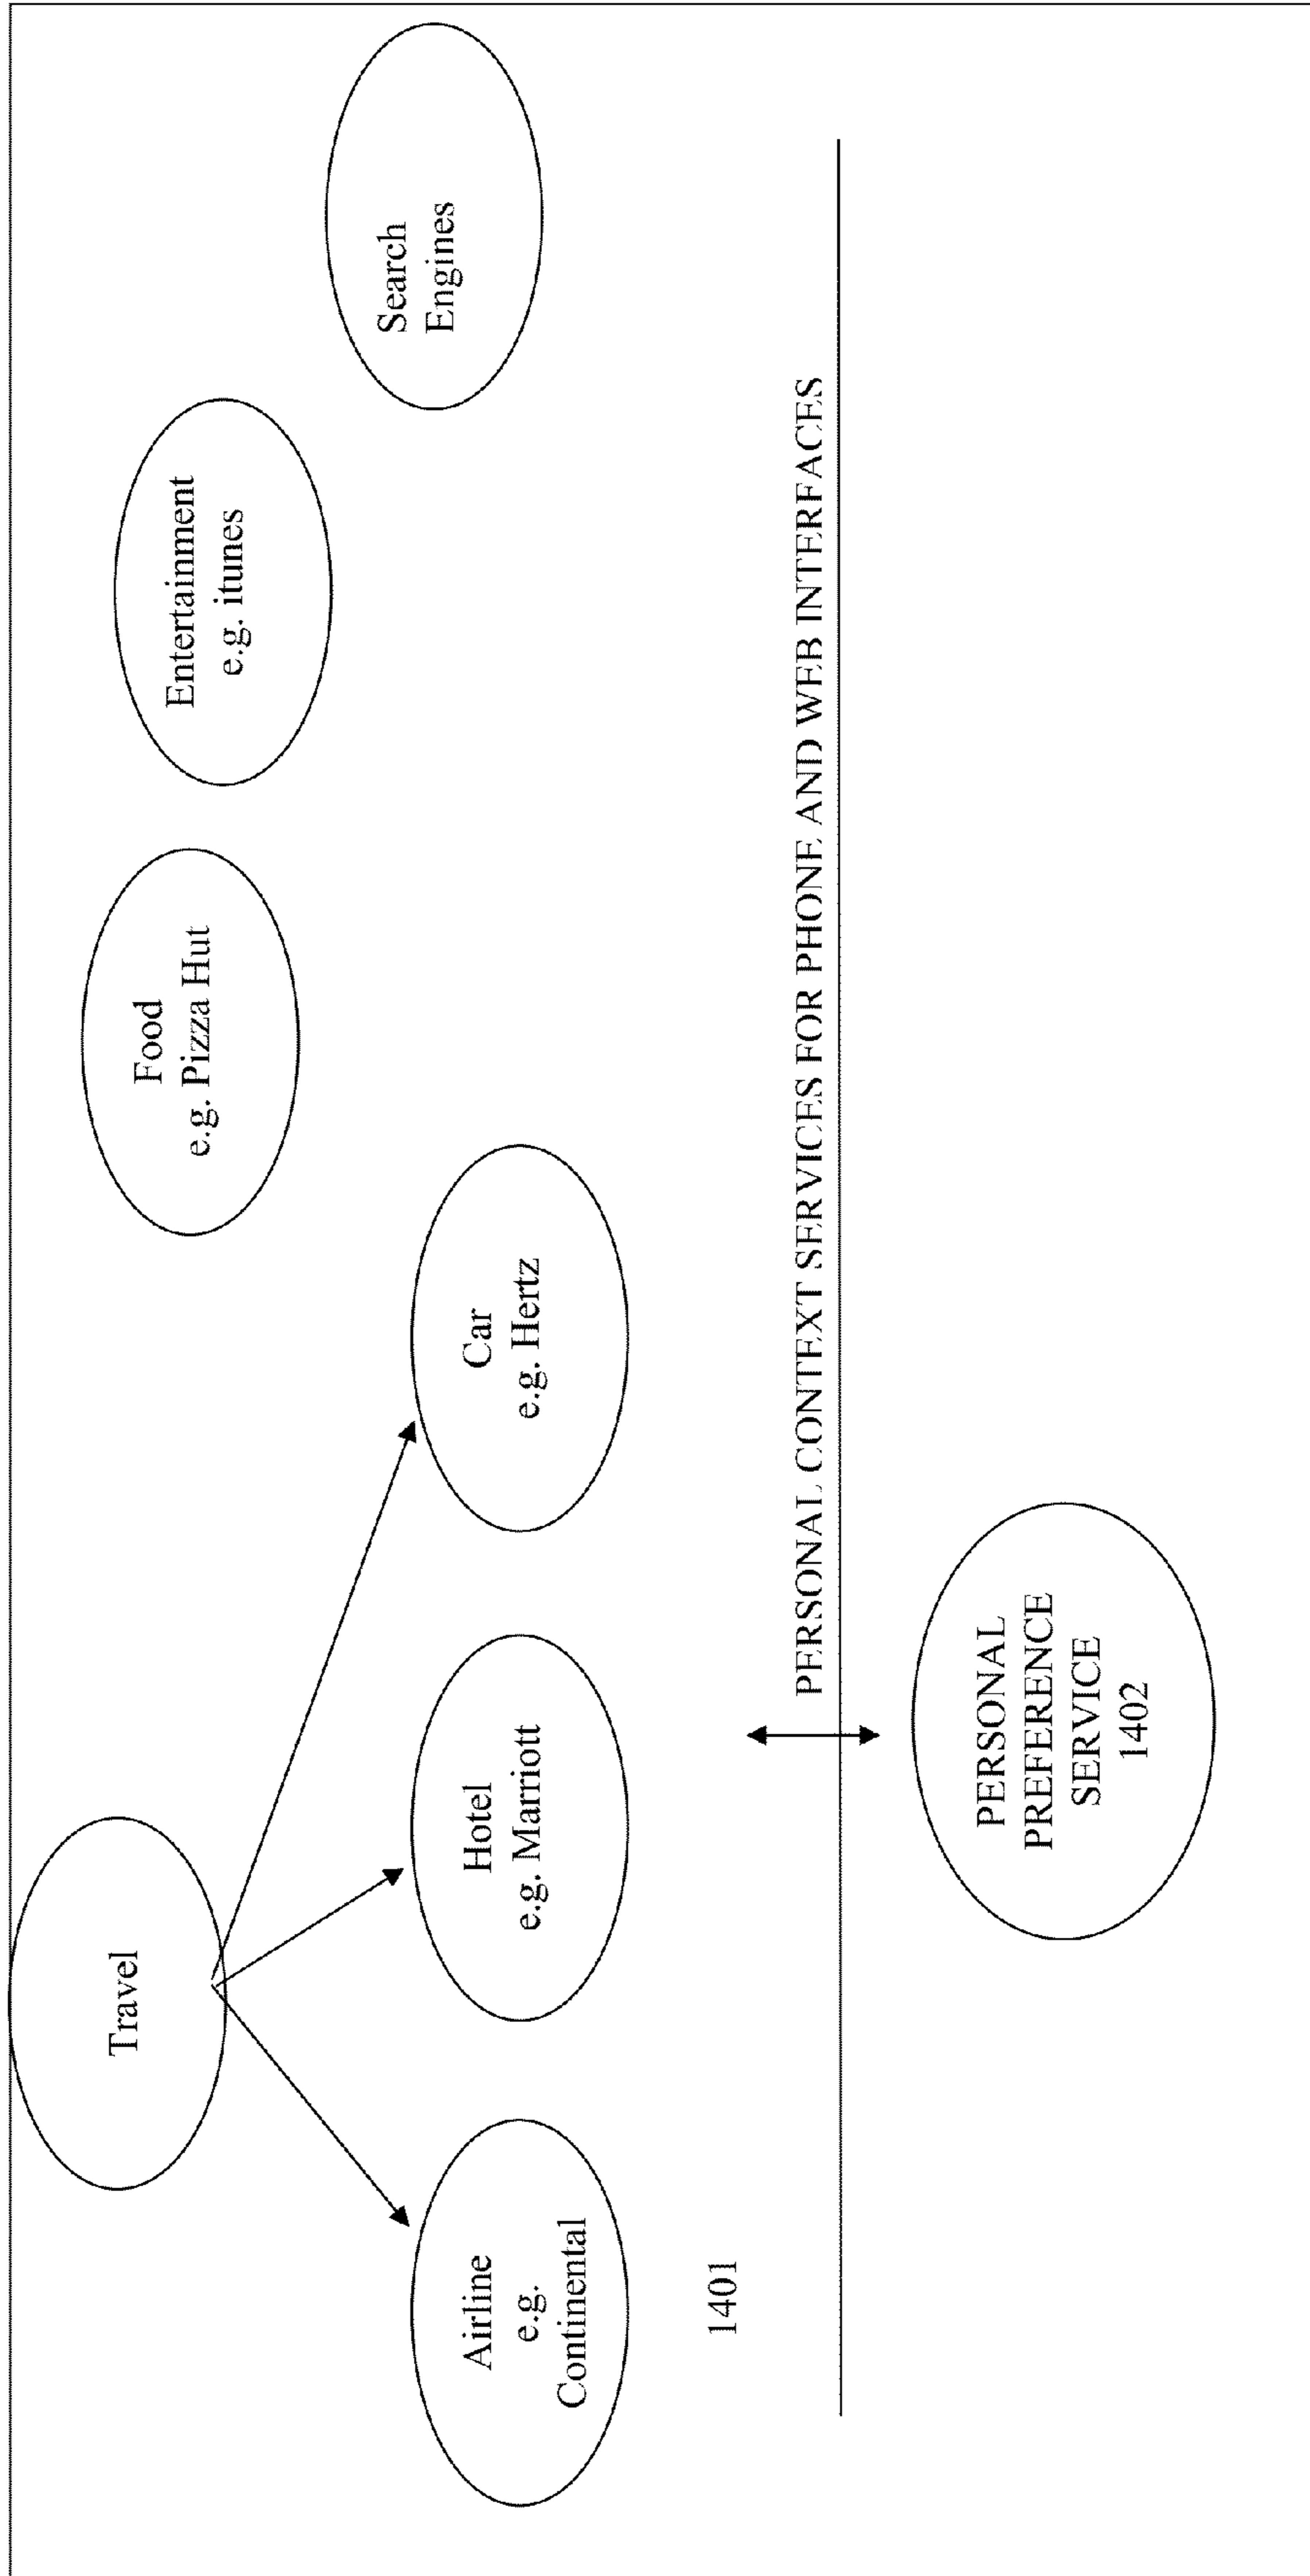 Travel
Airline
e.g.
Continental
Hotel
e.g. Marriott
Car
e.g. Hertz
Food
e.g. Pizza Hut
Entertainment
e.g. itunes
Search
Engines
1401
PERSONAL CONTEXT SERVICES FOR PHONE AND WEB INTERFACES
PERSONAL
PREFERENCE
SERVICE
1402